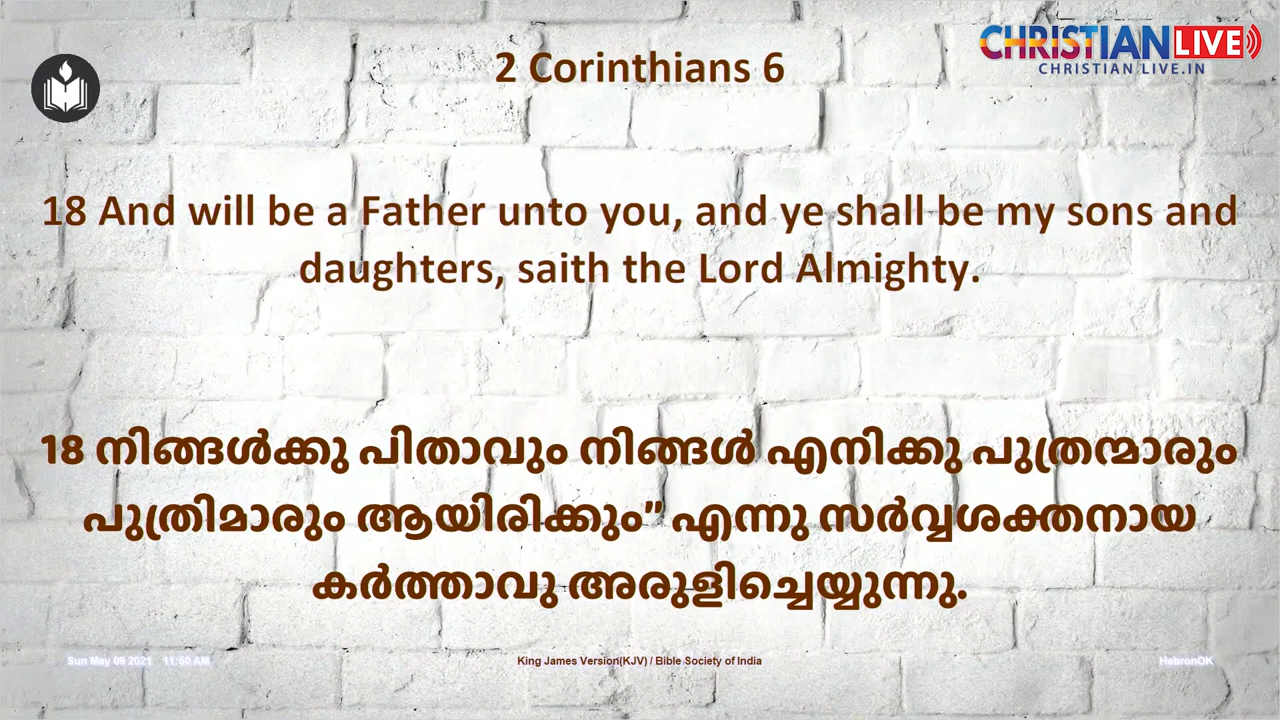 CHRISTIAN LIVE
CHRISTIAN LIVE.IN
2 Corinthians 6
18 And will be a Father unto you, and ye shall be my sons and
daughters, saith the Lord Almighty.
18 നിങ്ങൾക്കു പിതാവും നിങ്ങൾ എനിക്കു പുത്രന്മാരും
പുത്രിമാരും ആയിരിക്കും” എന്നു സർവ്വശക്തനായ
കർത്താവു അരുളിച്ചെയ്യുന്നു.
Sun May 09 2021 11:50 AM
King James Version(KJV) / Bible Society of India
HebronOK